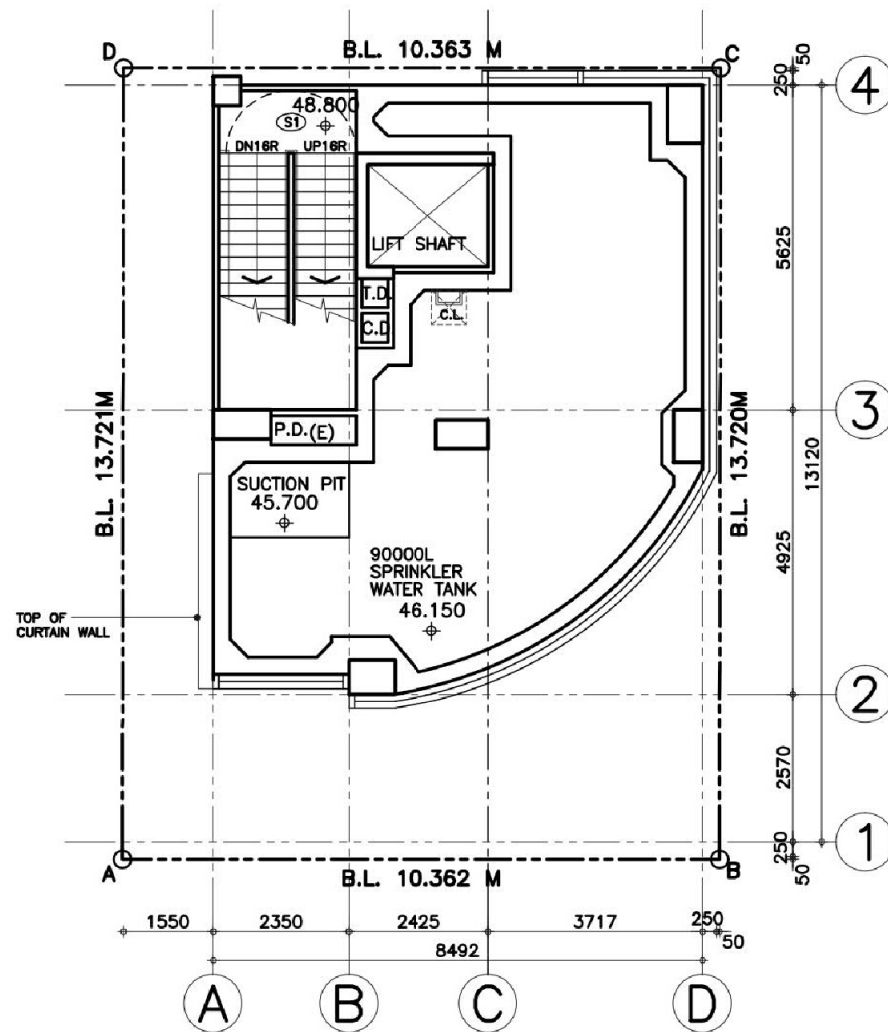 D
B.L. 10.363 M
C
50
250
4
48.800
S1
DN16R
UP16R
5625
LIFT SHAFT
T.D.
C.D
C.L.
3
B.L. 13.721M
B.L. 13.720M
13120
P.D.(E)
SUCTION PIT
45.700
4925
90000L
SPRINKLER
WATER TANK
46.150
TOP OF
CURTAIN WALL
2
2570
1
250
50
A
B
B.L. 10.362 M
1550
2350
2425
3717
250
50
8492
A
B
C
D